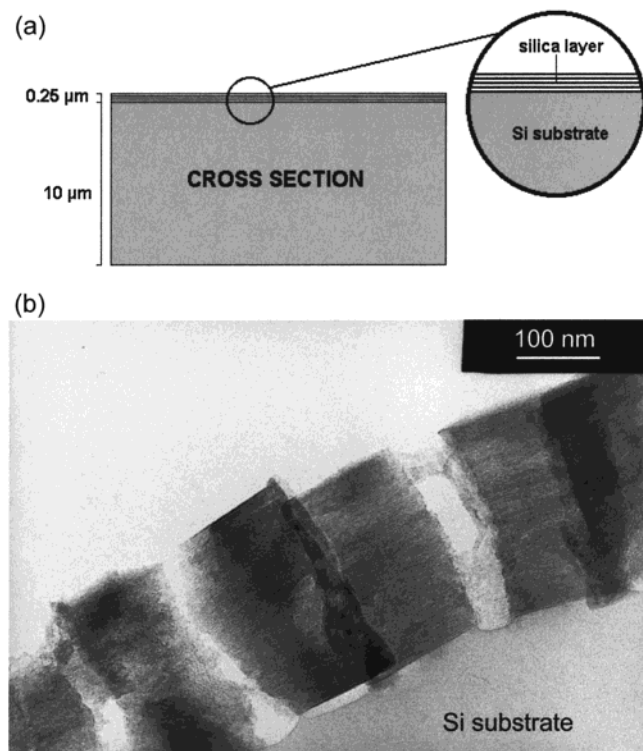 (a)
silica layer
0.25 µm
Si substrate
CROSS SECTION
10 µm
(b)
100 nm
Si substrate